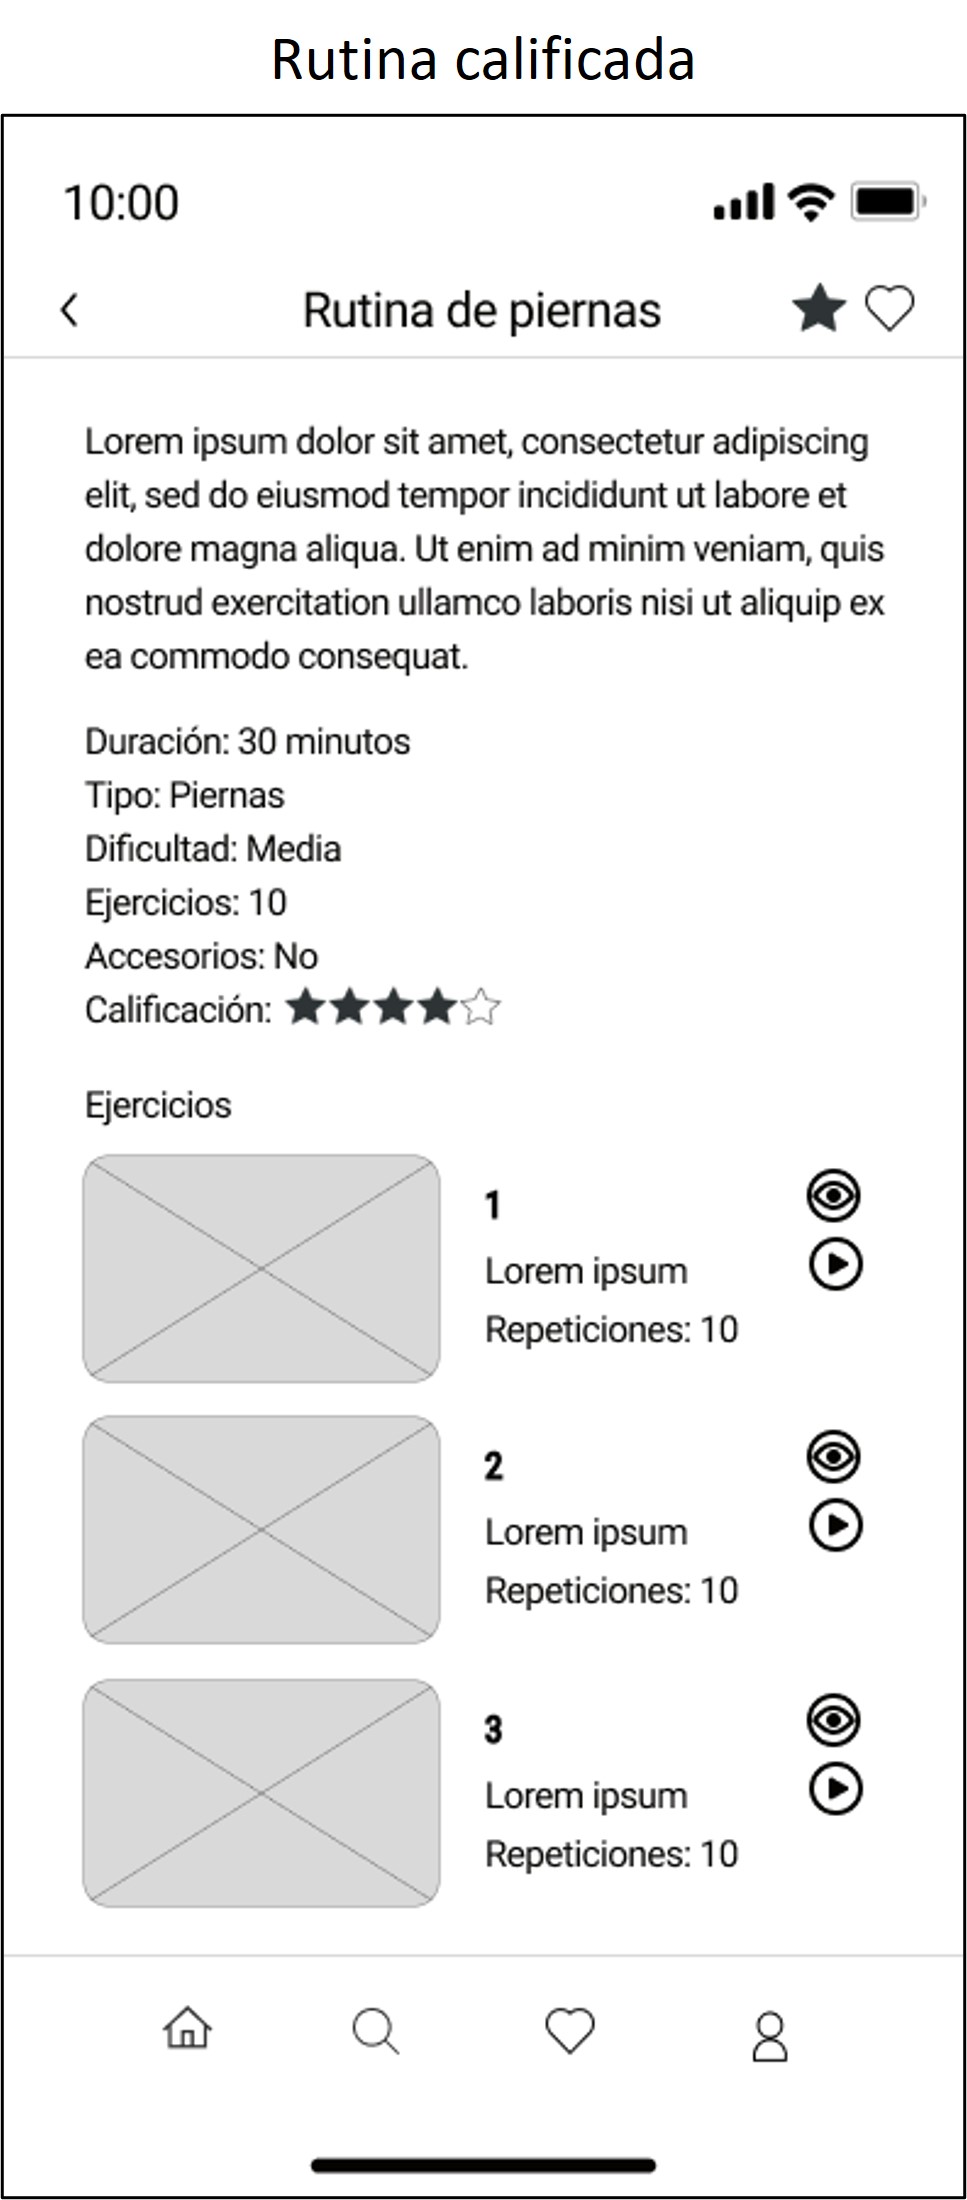 Rutina calificada
10:00
Rutina de piernas
Lorem ipsum dolor sit amet, consectetur adipiscing
elit, sed do eiusmod tempor incididunt ut labore et
dolore magna aliqua. Ut enim ad minim veniam, quis
nostrud exercitation ullamco laboris nisi ut aliquip ex
ea commodo consequat.
Duración: 30 minutos
Tipo: Piernas
Dificultad: Media
Ejercicios: 10
Accesorios: No
Calificación:
Ejercicios
1
Lorem ipsum
Repeticiones: 10
2
Lorem ipsum
Repeticiones: 10
3
Lorem ipsum
Repeticiones: 10